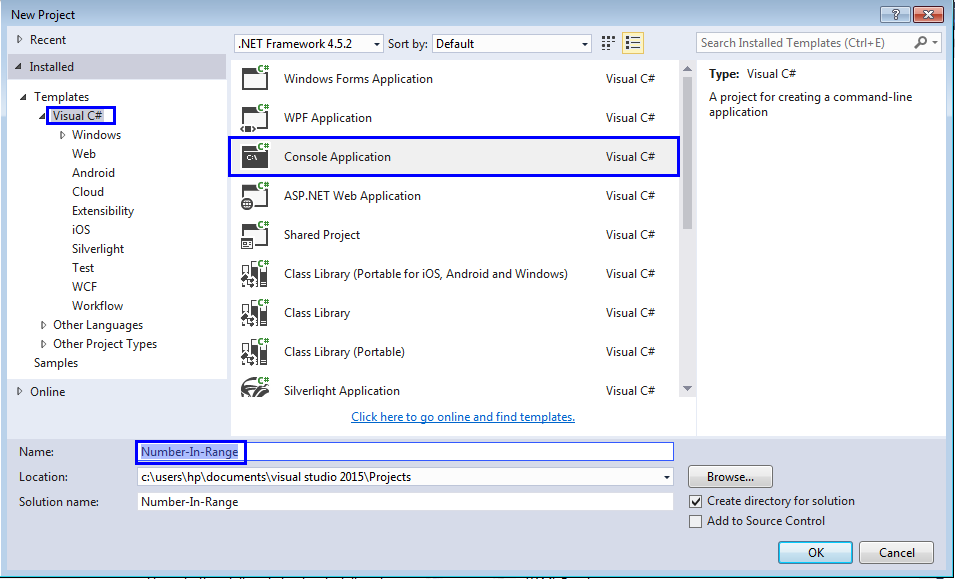 New Project
Recent
.NET Framework 4.5.2 Sort by: Default Search Installed Templates (Ctrl+E)
Installed
Templates
Visual C#
Windows
Web
Android
Cloud
Extensibility
iOS
Silverlight
Test
WCF
Workflow
Other Languages
Other Project Types
Samples
Online
Windows Forms Application Visual C#
WPF Application Visual C#
Console Application Visual C#
ASP.NET Web Application Visual C#
Shared Project Visual C#
Class Library (Portable for iOS, Android and Windows) Visual C#
Class Library Visual C#
Class Library (Portable) Visual C#
Silverlight Application Visual C#
Click here to go online and find templates.
Type: Visual C#
A project for creating a command-line
application
Name: Number-In-Range
Location: c:\users\hp\documents\visual studio 2015\Projects Browse...
Solution name: Number-In-Range
Create directory for solution
Add to Source Control
OK Cancel